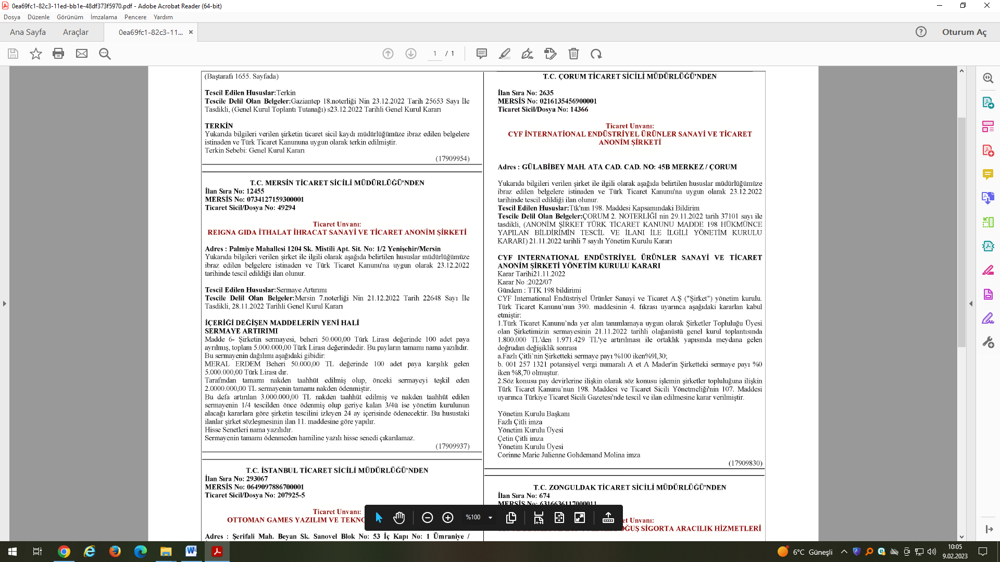 0ea69fc1-82c3-11ed-bb1e-48df373f5970.pdf - Adobe Acrobat Reader (64-bit)
Dosya Düzenle Görünüm İmzalama Pencere Yardım
Ana Sayfa Araçlar 0ea69fc1-82c3-11... × Oturum Aç
1 / 1
(Baştarafı 1655. Sayfada)
Tescil Edilen Hususlar:Terkin
Tescile Delil Olan Belgeler:Gaziantep 18.noterliği Nin 23.12.2022 Tarih 25653 Sayı İle
Tasdikli, (Genel Kurul Toplantı Tutanağı) s23.12.2022 Tarihli Genel Kurul Kararı
TERKİN
Yukarıda bilgileri verilen şirketin ticaret sicil kaydı müdürlüğümüze ibraz edilen belgelere
istinaden ve Türk Ticaret Kanununa uygun olarak terkin edilmiştir.
Terkin Sebebi: Genel Kurul Kararı
(17909954)
T.C. MERSİN TİCARET SİCİLİ MÜDÜRLÜĞÜ'NDEN
İlan Sıra No: 12455
MERSİS No: 0734127159300001
Ticaret Sicil/Dosya No: 49294
Ticaret Unvanı:
REIGNA GIDA İTHALAT İHRACAT SANAYİ VE TİCARET ANONİM ŞİRKETİ
Adres : Palmiye Mahallesi 1204 Sk. Mistili Apt. Sit. No: 1/2 Yenişehir/Mersin
Yukarıda bilgileri verilen şirket ile ilgili olarak aşağıda belirtilen hususlar müdürlüğümüze
ibraz edilen belgelere istinaden ve Türk Ticaret Kanunu'na uygun olarak 23.12.2022
tarihinde tescil edildiği ilan olunur.
Tescil Edilen Hususlar:Sermaye Artırımı
Tescile Delil Olan Belgeler:Mersin 7.noterliği Nin 21.12.2022 Tarih 22648 Sayı İle
Tasdikli, 28.11.2022 Tarihli Genel Kurul Kararı
İÇERİĞİ DEĞİŞEN MADDELERİN YENİ HALİ
SERMAYE ARTIRIMI
Madde 6- Şirketin sermayesi, beheri 50.000,00 Türk Lirası değerinde 100 adet paya
ayrılmış, toplam 5.000.000,00 Türk Lirası değerindedir. Bu payların tamamı nama yazılıdır.
Bu sermayenin dağılımı aşağıdaki gibidir:
MERAL ERDEM Beheri 50.000,00 TL değerinde 100 adet paya karşılık gelen
5.000.000,00 Türk Lirası dır.
Tarafından tamamı nakden taahhüt edilmiş olup, önceki sermayeyi teşkil eden
2.0000.000,00 TL sermayenin tamamı nakden ödenmiştir.
Bu defa artırılan 3.000.000,00 TL nakden taahhüt edilmiş ve nakden taahhüt edilen
sermayenin 1/4 tescilden önce ödenmiş olup geriye kalan 3/4ü ise yönetim kurulunun
alacağı kararlara göre şirketin tescilini izleyen 24 ay içerisinde ödenecektir. Bu husustaki
ilanlar şirket sözleşmesinin ilan 11. maddesine göre yapılır.
Hisse Senetleri nama yazılıdır.
Sermayenin tamamı ödenmeden hamiline yazılı hisse senedi çıkarılamaz.
(17909937)
T.C. İSTANBUL TİCARET SİCİLİ MÜDÜRLÜĞÜ'NDEN
İlan Sıra No: 293067
MERSİS No: 0649097886700001
Ticaret Sicil/Dosya No: 207925-5
Ticaret Unvanı:
OTTOMAN GAMES YAZILIM VE TEKNO
Adres : Şerifali Mah. Beyan Sk. Sanovel Blok No: 53 İç Kapı No: 1 Ümraniye /
T.C. ÇORUM TİCARET SİCİLİ MÜDÜRLÜĞÜ'NDEN
İlan Sıra No: 2635
MERSİS No: 0216135456900001
Ticaret Sicil/Dosya No: 14366
Ticaret Unvanı:
CYF İNTERNATİONAL ENDÜSTRİYEL ÜRÜNLER SANAYİ VE TİCARET
ANONİM ŞİRKETİ
Adres : GÜLABİBEY MAH. ATA CAD. CAD. NO: 45B MERKEZ / ÇORUM
Yukarıda bilgileri verilen şirket ile ilgili olarak aşağıda belirtilen hususlar müdürlüğümüze
ibraz edilen belgelere istinaden ve Türk Ticaret Kanunu'na uygun olarak 23.12.2022
tarihinde tescil edildiği ilan olunur.
Tescil Edilen Hususlar:Ttk'nın 198. Maddesi Kapsamındaki Bildirim
Tescile Delil Olan Belgeler:ÇORUM 2. NOTERLİĞİ nin 29.11.2022 tarih 37101 sayı ile
tasdikli, (ANONİM ŞİRKET TÜRK TİCARET KANUNU MADDE 198 HÜKMÜNCE
YAPILAN BİLDİRİMİN TESCİL VE İLANI İLE İLGİLİ YÖNETİM KURULU
KARARI) 21.11.2022 tarihli 7 sayılı Yönetim Kurulu Kararı
CYF INTERNATIONAL ENDÜSTRİYEL ÜRÜNLER SANAYİ VE TİCARET
ANONİM ŞİRKETİ YÖNETİM KURULU KARARI
Karar Tarihi21.11.2022
Karar No :2022/07
Gündem : TTK 198 bildirimi
CYF International Endüstriyel Ürünler Sanayi ve Ticaret A.Ş ("Şirket") yönetim kurulu.
Türk Ticaret Kanunu’nun 390. maddesinin 4. fıkrası uyarınca aşağıdaki kararları kabul
etmiştir:
1.Türk Ticaret Kanunu’nda yer alan tanımlamaya uygun olarak Şirketler Topluluğu Üyesi
olan Şirketimizin sermayesinin 21.11.2022 tarihli olağanüstü genel kurul toplantısında
1.800.000 TL'den 1.971.429 TL'ye artırılması ile ortaklık yapısında meydana gelen
doğrudan değişiklik sonrası
a.Fazlı Çitli’nin Şirketteki sermaye payı %100 iken%9l,30;
b. 001 257 1321 potansiyel vergi numaralı A et A Mader'in Şirketteki sermaye payı %0
iken %8,70 olmuştur.
2.Söz konusu pay devirlerine ilişkin olarak söz konusu işlemin şirketler topluluğuna ilişkin
Türk Ticaret Kanunu’nun 198. Maddesi ve Ticaret Sicili Yönetmeliği'nin 107. Maddesi
uyarınca Türkiye Ticaret Sicili Gazetesi'nde tescil ve ilan edilmesine karar verilmiştir.
Yönetim Kurulu Başkanı
Fazlı Çitli imza
Yönetim Kurulu Üyesi
Çetin Çitli imza
Yönetim Kurulu Üyesi
Corinne Marie Julienne Gohdemand Molina imza
(17909830)
T.C. ZONGULDAK TİCARET SİCİLİ MÜDÜRLÜĞÜ'NDEN
İlan Sıra No: 674
MERSİS No: 6316636117000011
et Unvanı:
OĞUŞ SİGORTA ARACILIK HİZMETLERİ
%100
6°C Güneşli
10:05
9.02.2023